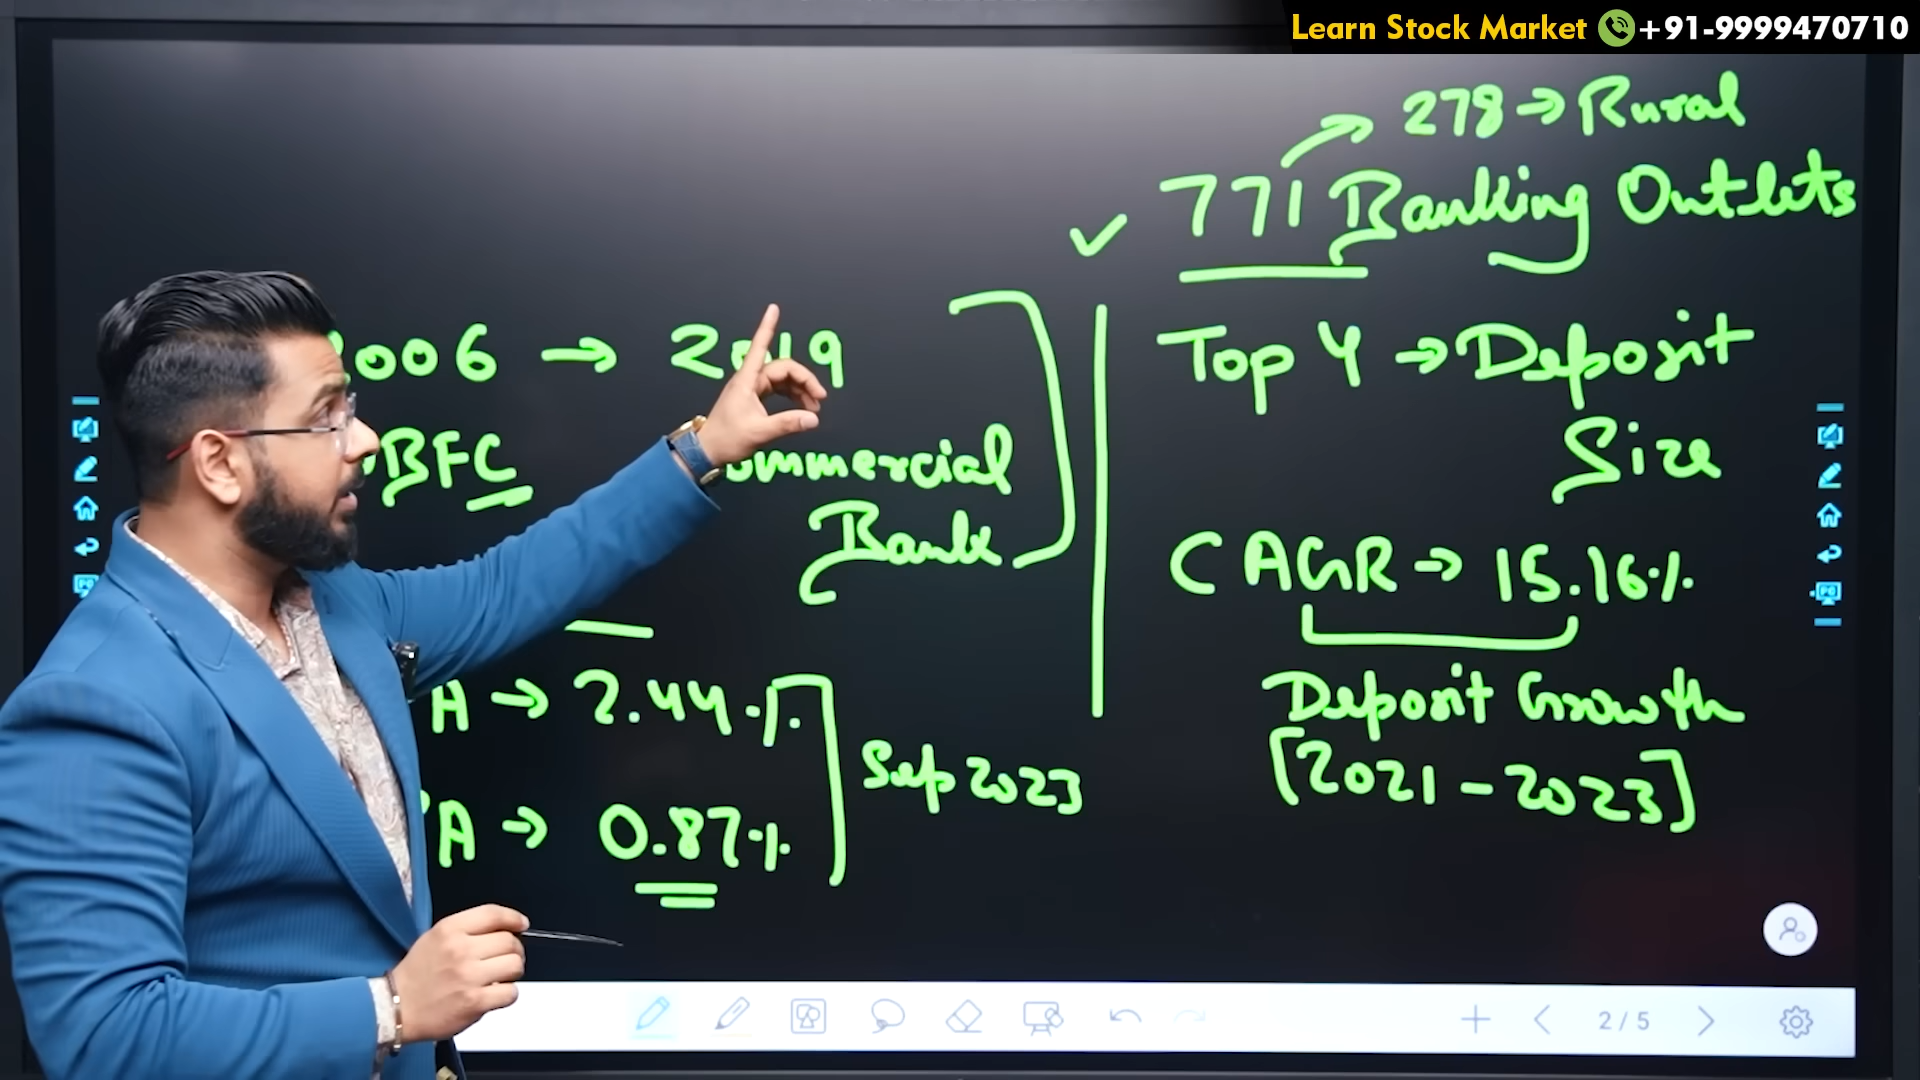 Learn Stock Market +91-9999470710
278 → Rural
771 Banking Outlets
006 → 2019
BFC
Commercial
Bank
Top 4 → Deposit
Size
CAGR → 15.16%
Deposit Growth
[2021 - 2023]
A → 2.44%
Sep 2023
A → 0.87%
2 / 5